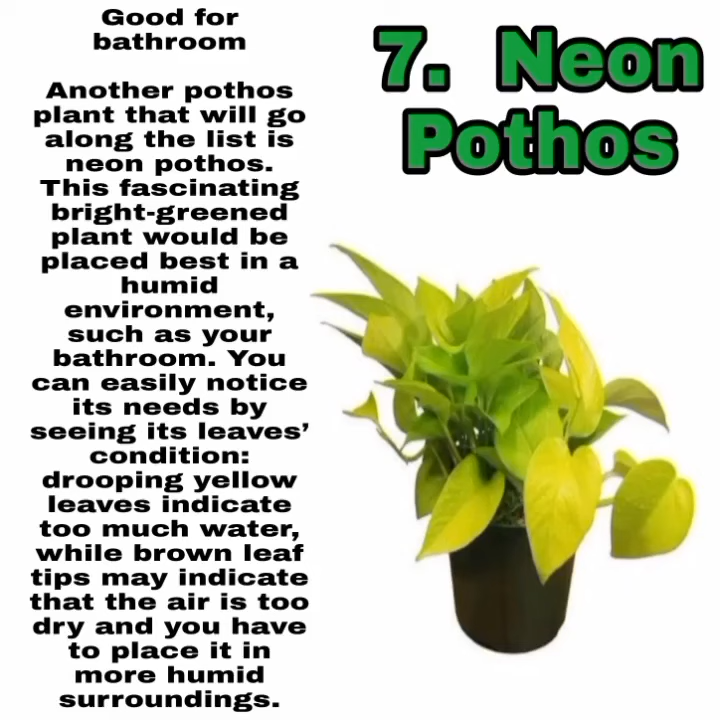 Good for
bathroom
Another pothos
plant that will go
along the list is
neon pothos.
This fascinating
bright-greened
plant would be
placed best in a
humid
environment,
such as your
bathroom. You
can easily notice
its needs by
seeing its leaves’
condition:
drooping yellow
leaves indicate
too much water,
while brown leaf
tips may indicate
that the air is too
dry and you have
to place it in
more humid
surroundings.
7. Neon
Pothos